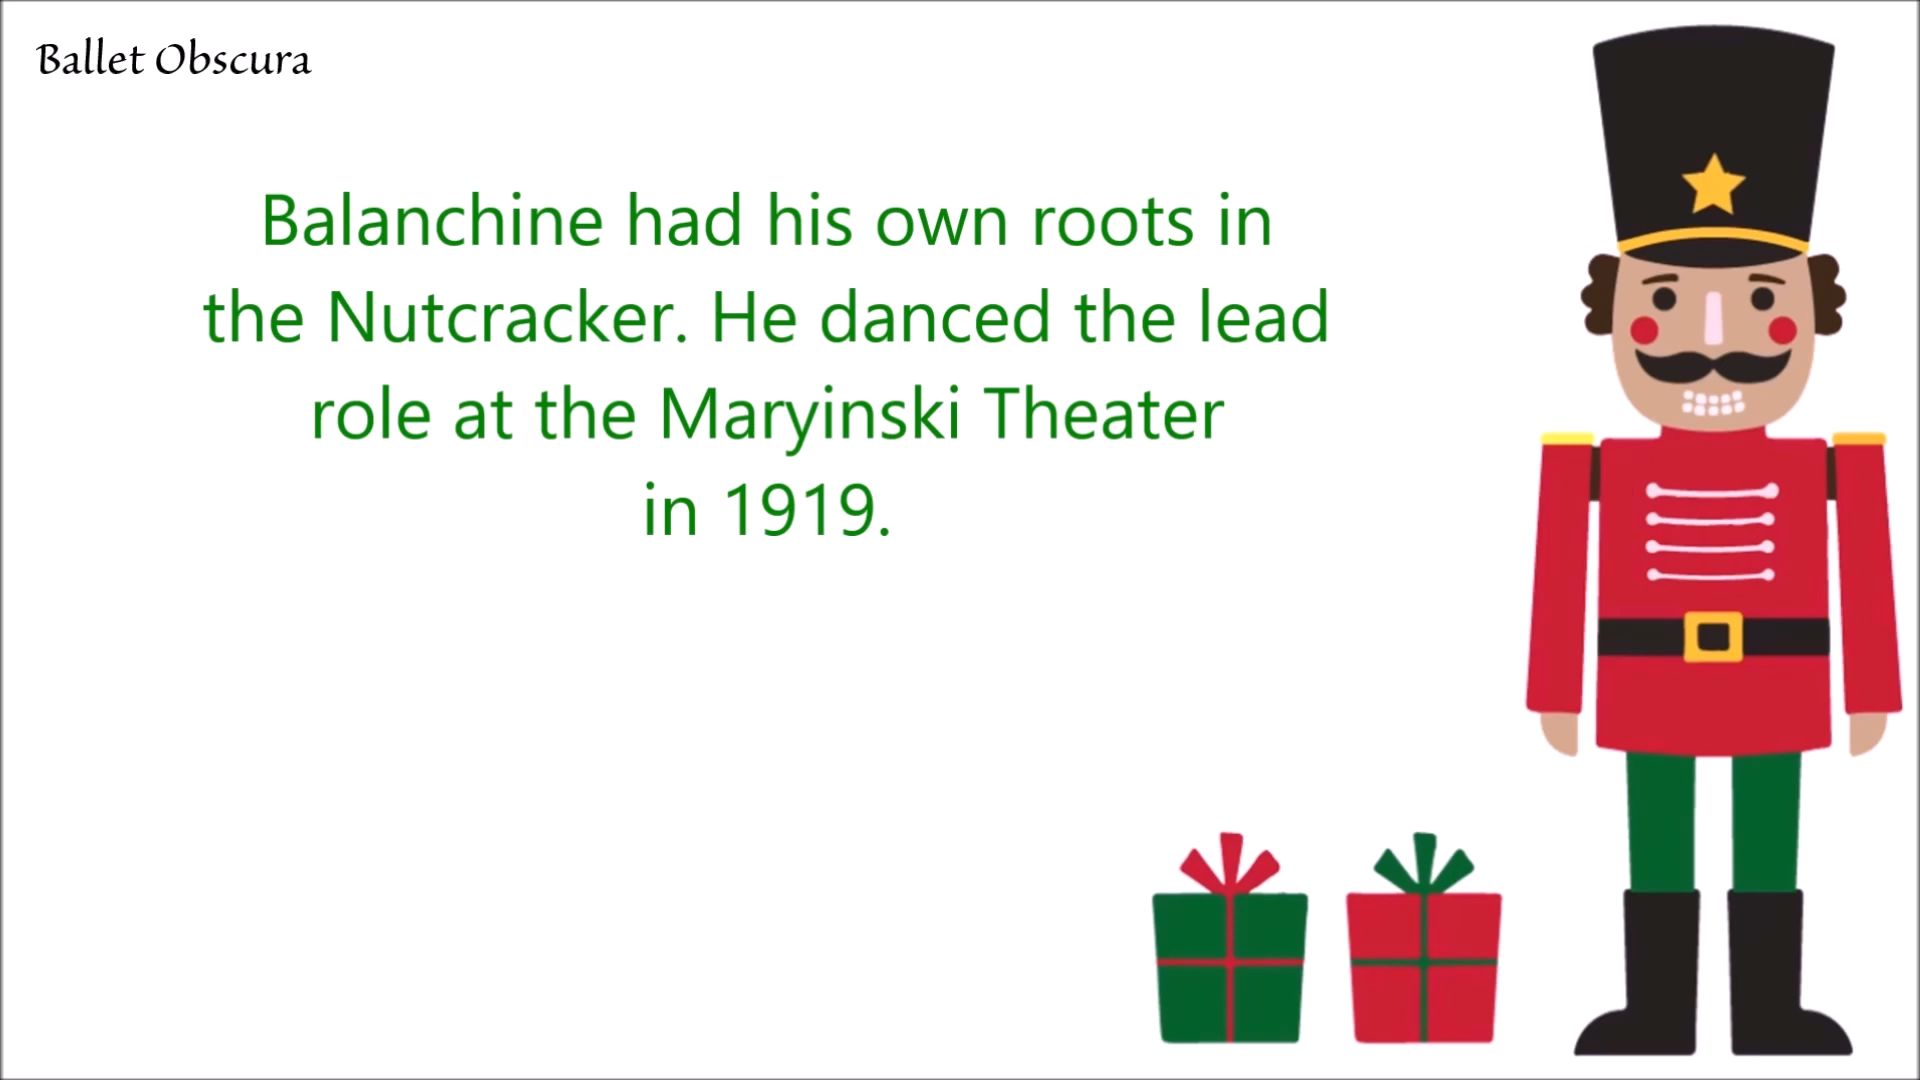 Ballet Obscura
Balanchine had his own roots in
the Nutcracker. He danced the lead
role at the Maryinski Theater
in 1919.